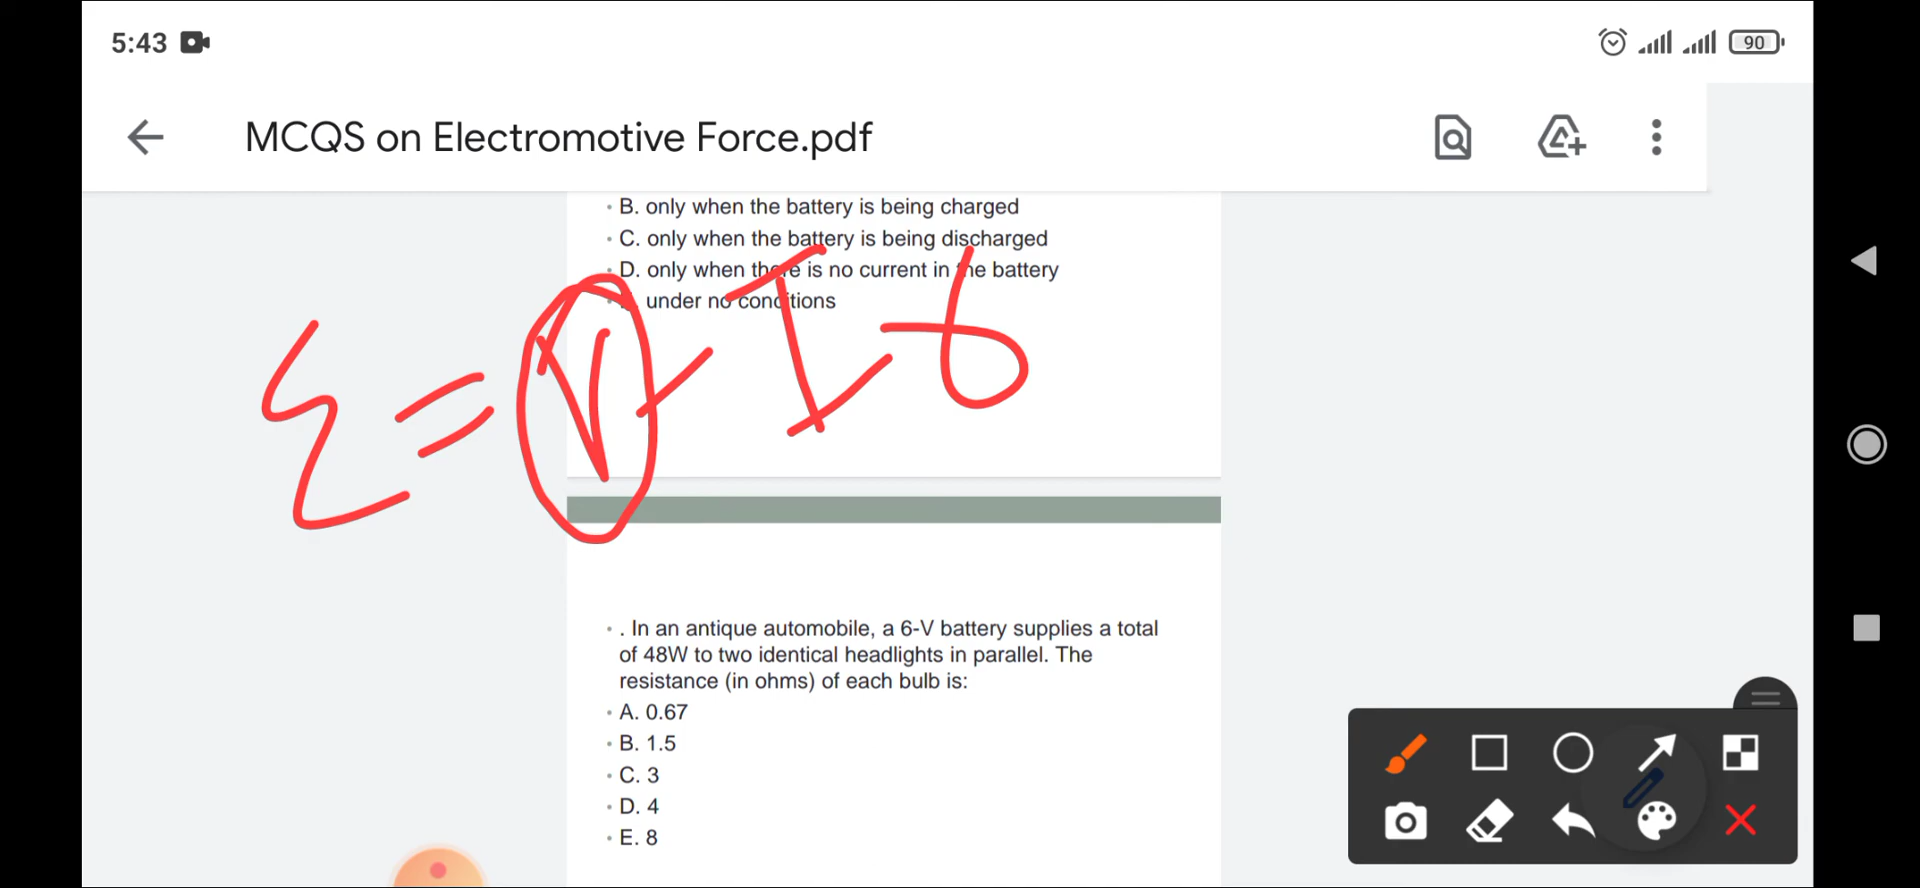 5:43
90
MCQS on Electromotive Force.pdf
• B. only when the battery is being charged
• C. only when the battery is being discharged
• D. only when there is no current in the battery
• under no conditions
Ɛ = V - I r
• . In an antique automobile, a 6-V battery supplies a total
of 48W to two identical headlights in parallel. The
resistance (in ohms) of each bulb is:
• A. 0.67
• B. 1.5
• C. 3
• D. 4
• E. 8